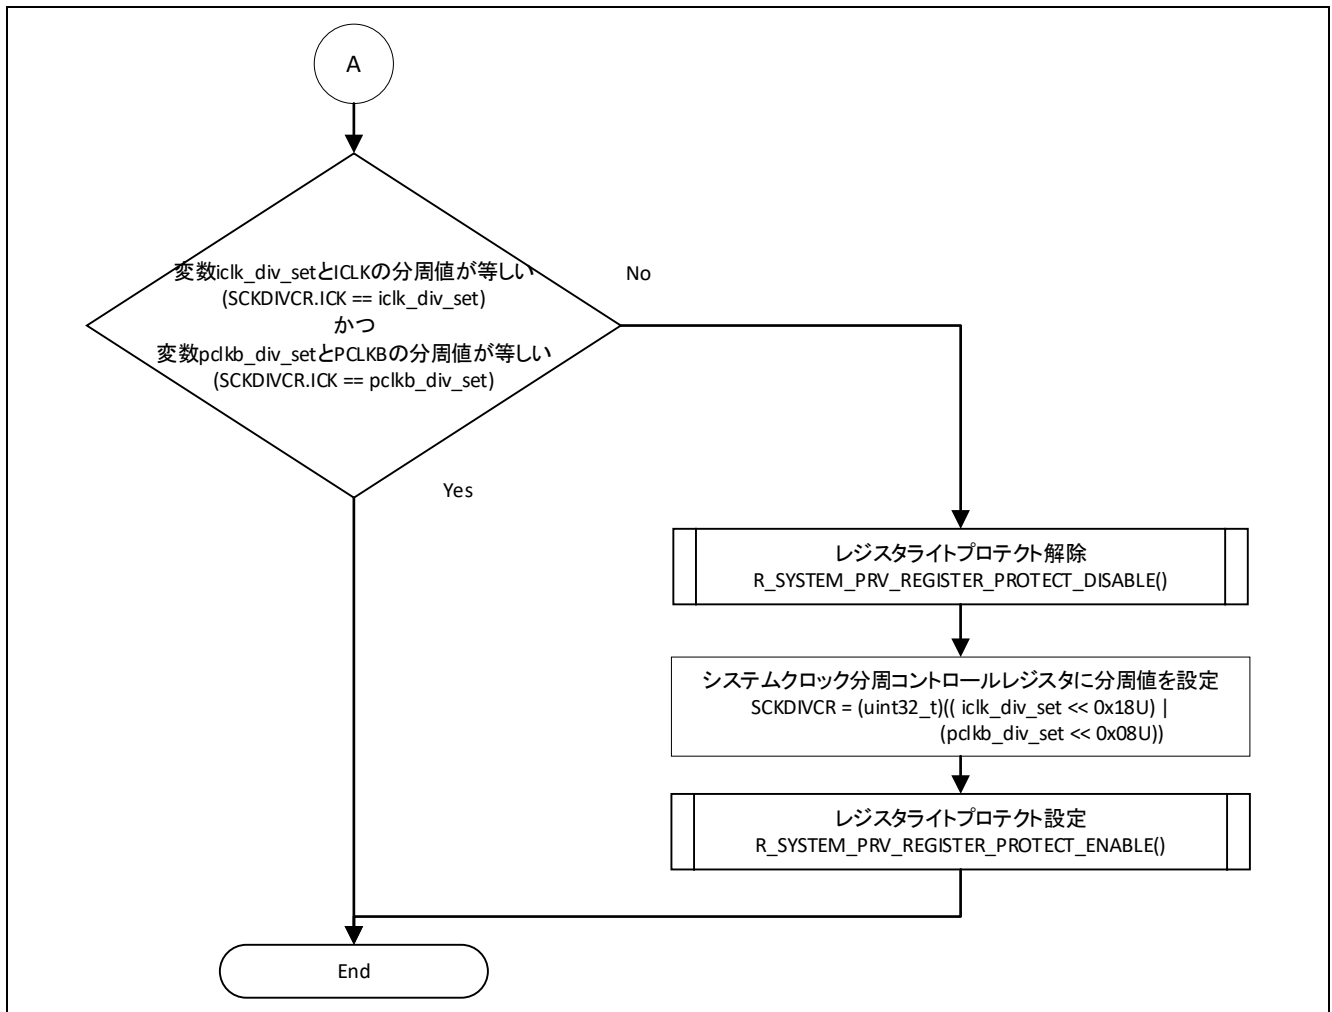 A
変数iclk_div_setとICLKの分周値が等しい
(SCKDIVCR.ICK == iclk_div_set)
かつ
変数pclkb_div_setとPCLKBの分周値が等しい
(SCKDIVCR.ICK == pclkb_div_set)
No
Yes
レジスタライトプロテクト解除
R_SYSTEM_PRV_REGISTER_PROTECT_DISABLE()
システムクロック分周コントロールレジスタに分周値を設定
SCKDIVCR = (uint32_t)(( iclk_div_set << 0x18U) |
(pclkb_div_set << 0x08U))
レジスタライトプロテクト設定
R_SYSTEM_PRV_REGISTER_PROTECT_ENABLE()
End